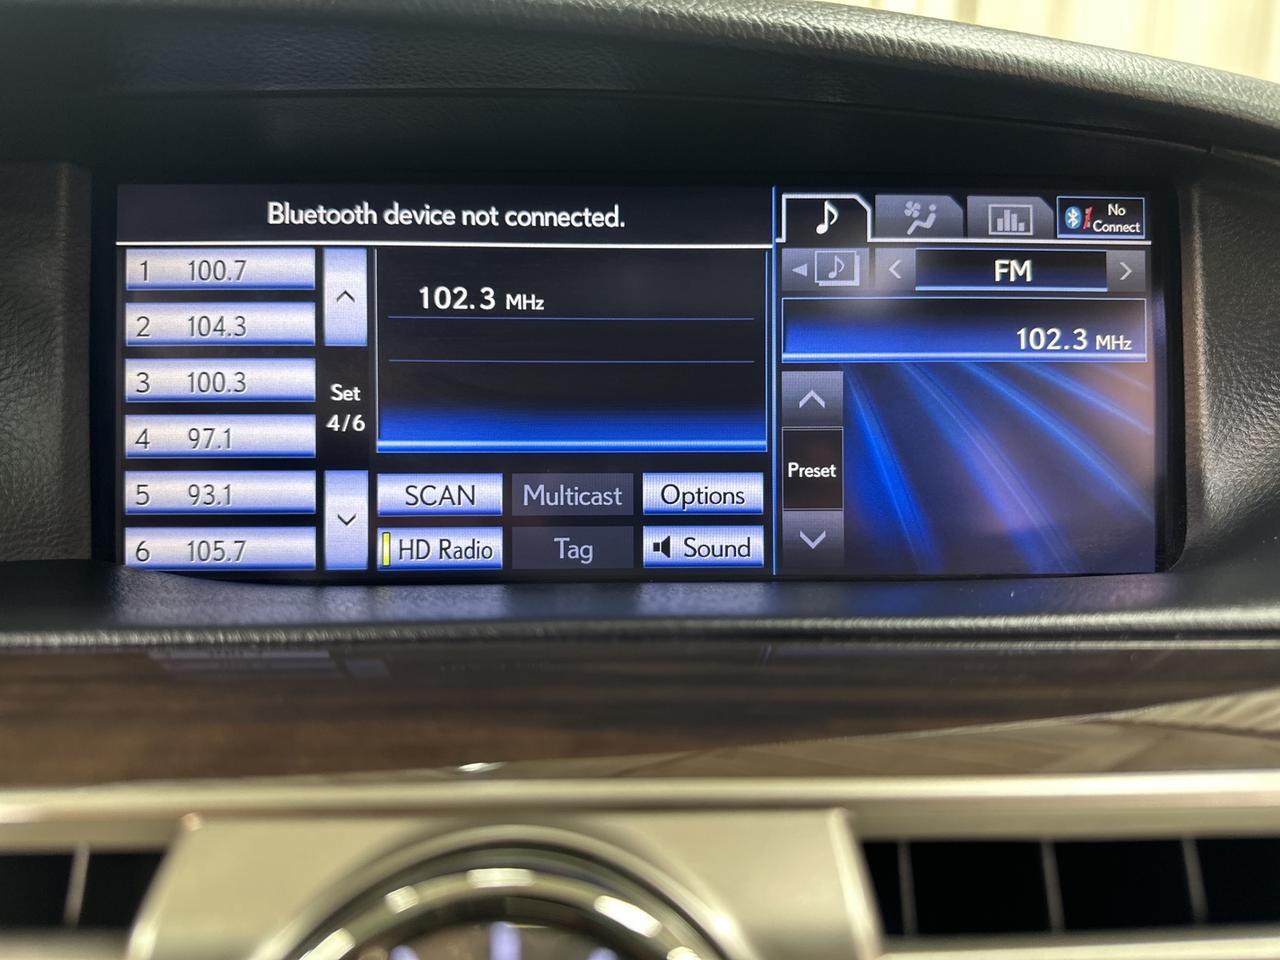 Bluetooth device not connected.
No
Connect
1 100.7
2 104.3
3 100.3
4 97.1
5 93.1
6 105.7
Set
4/6
102.3 MHz
SCAN Multicast Options
HD Radio Tag Sound
FM
102.3 MHz
Preset